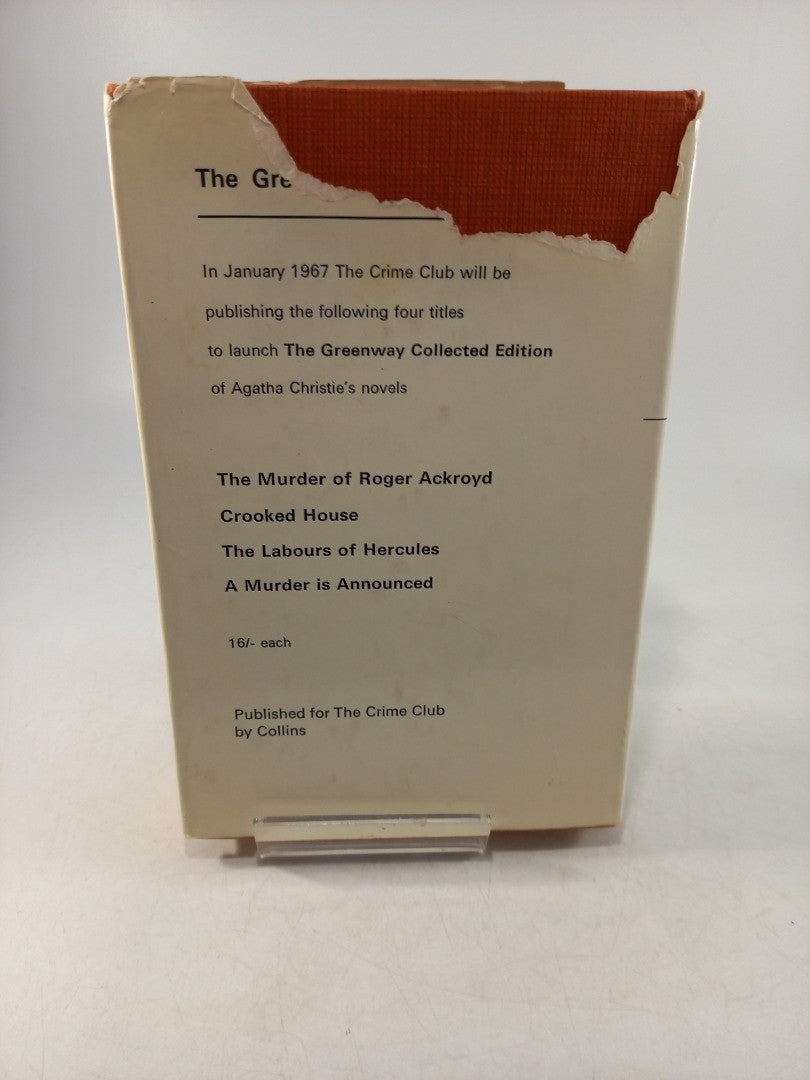 The Gre
In January 1967 The Crime Club will be
publishing the following four titles
to launch The Greenway Collected Edition
of Agatha Christie's novels
The Murder of Roger Ackroyd
Crooked House
The Labours of Hercules
A Murder is Announced
16/- each
Published for The Crime Club
by Collins